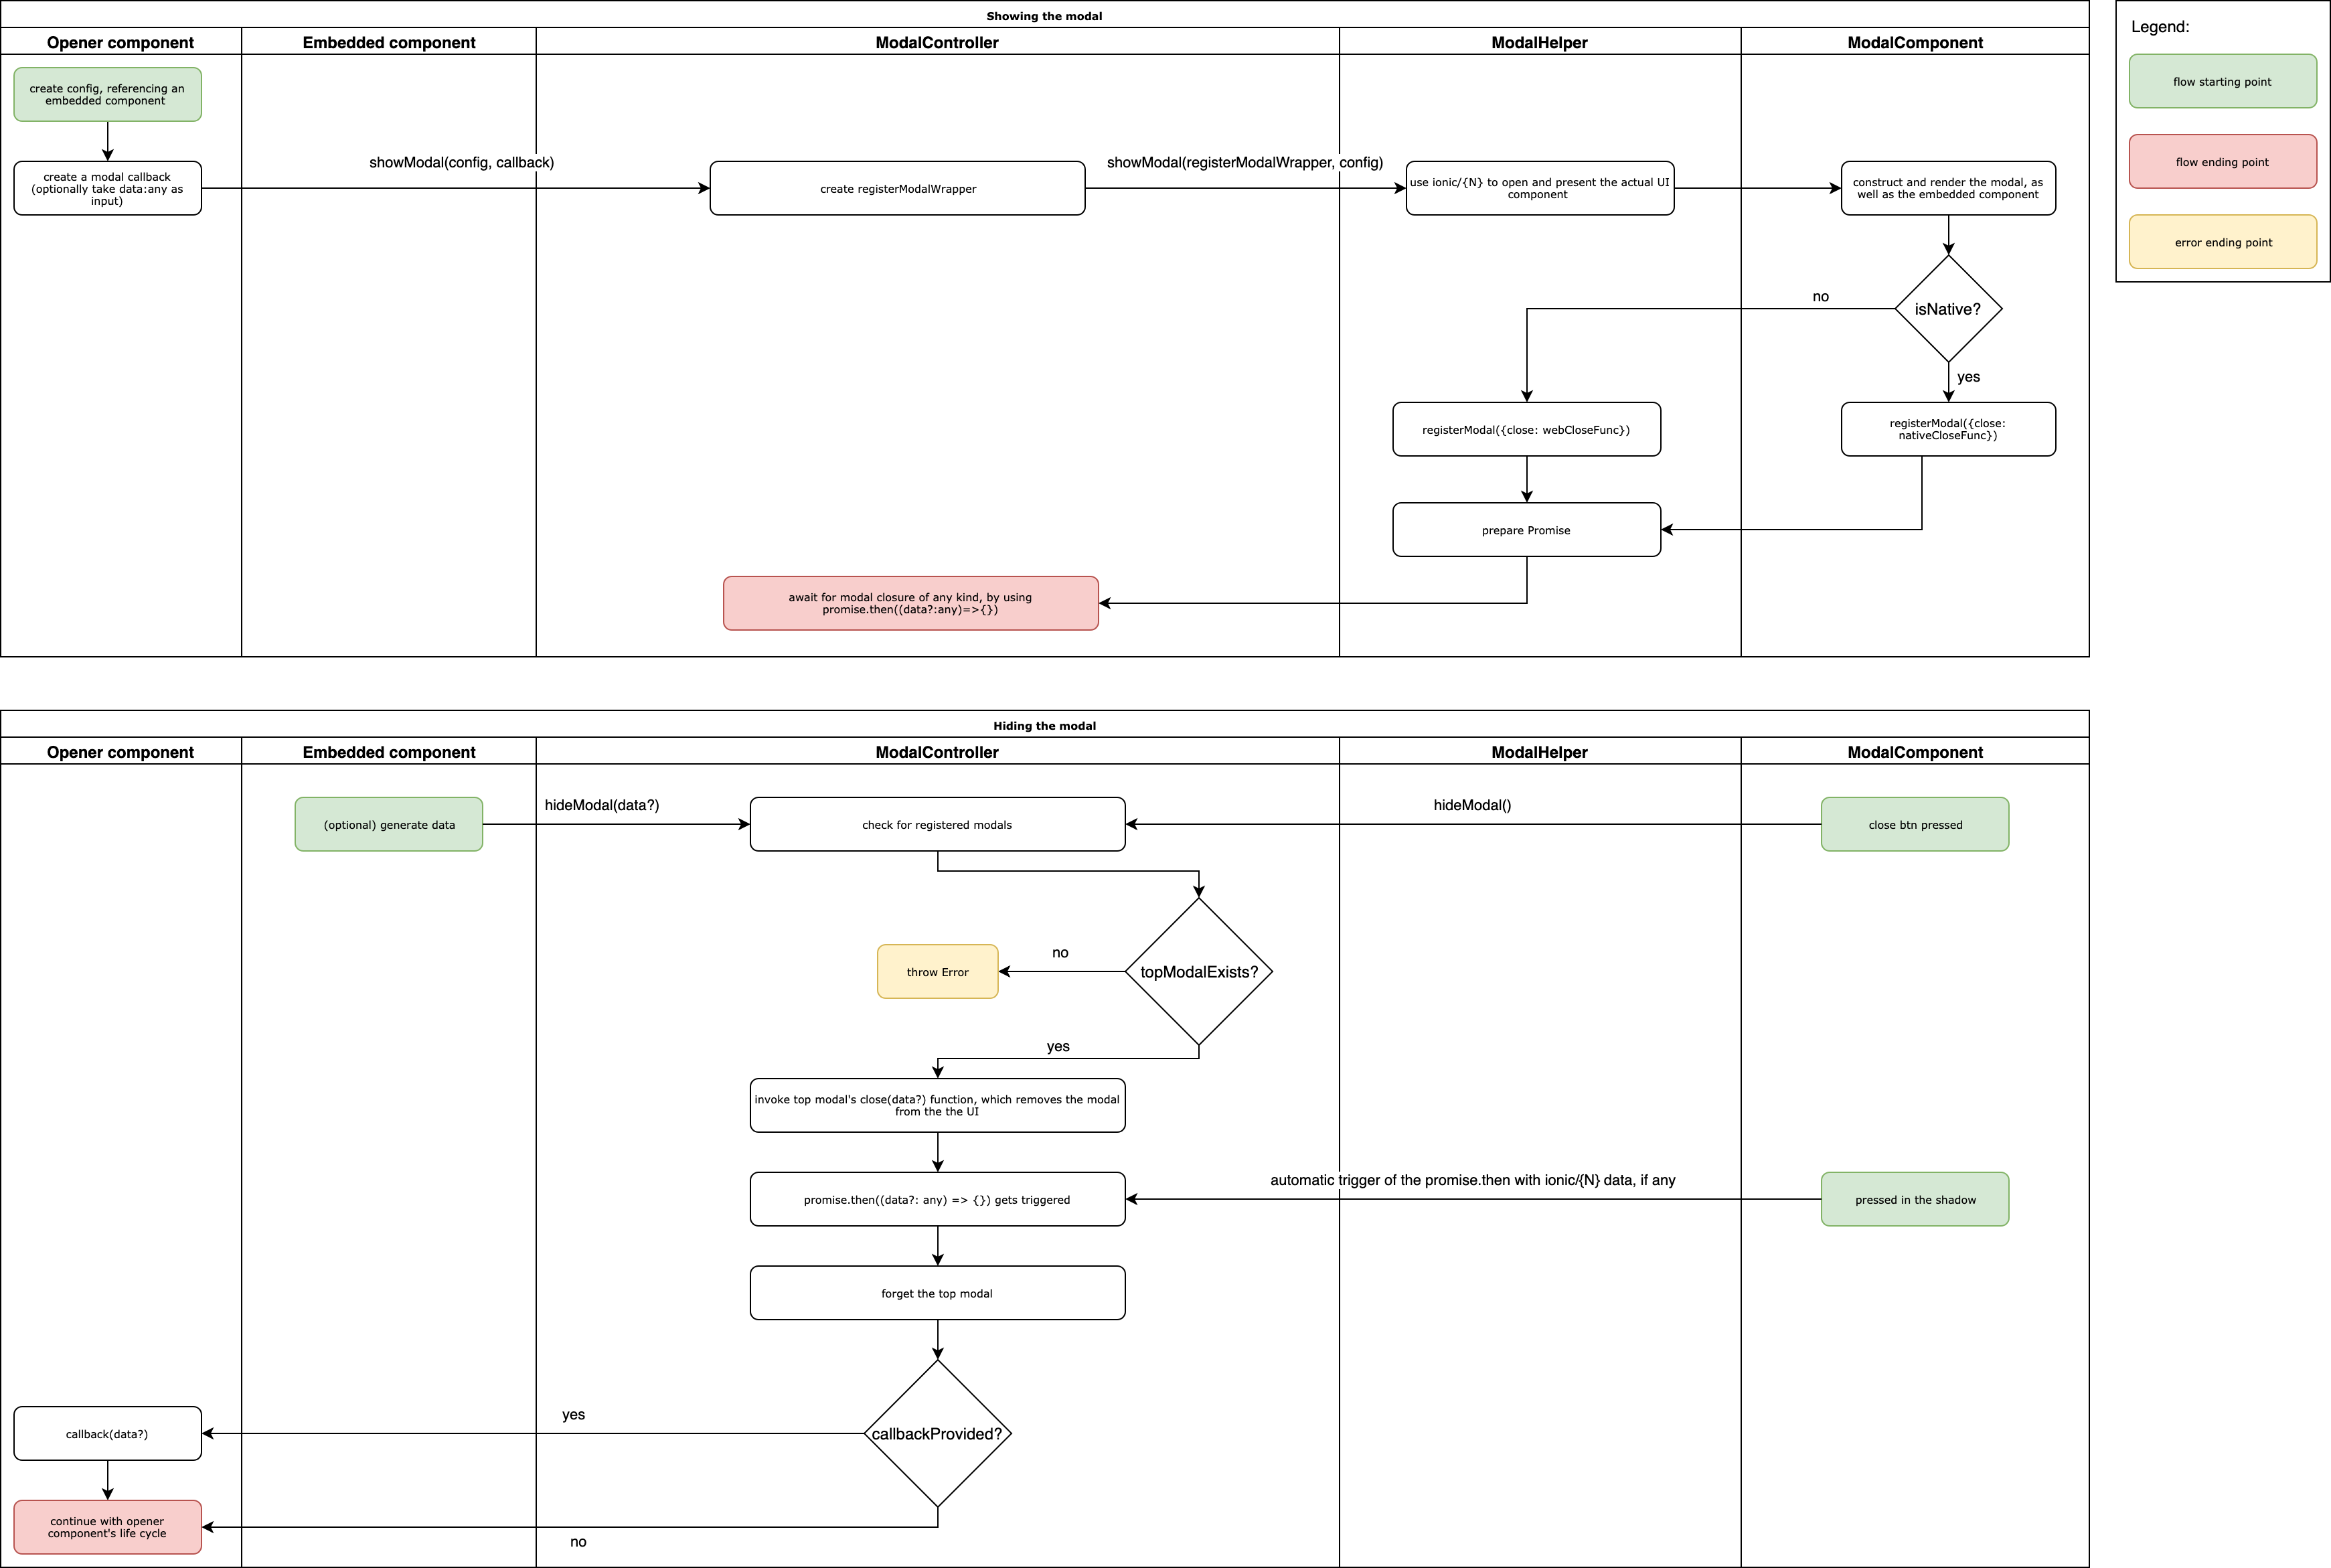 Showing the modal
Opener component
Embedded component
ModalController
ModalHelper
ModalComponent
create config, referencing an
embedded component
create a modal callback
(optionally take data:any as
input)
showModal(config, callback)
create registerModalWrapper
showModal(registerModalWrapper, config)
use ionic/{N} to open and present the actual UI
component
construct and render the modal, as
well as the embedded component
isNative?
no
yes
registerModal({close: webCloseFunc})
registerModal({close:
nativeCloseFunc})
prepare Promise
await for modal closure of any kind, by using
promise.then((data?:any)=>{})
Legend:
flow starting point
flow ending point
error ending point
Hiding the modal
Opener component
Embedded component
ModalController
ModalHelper
ModalComponent
(optional) generate data
hideModal(data?)
check for registered modals
hideModal()
close btn pressed
topModalExists?
no
throw Error
yes
invoke top modal's close(data?) function, which removes the modal
from the the UI
promise.then((data?: any) => {}) gets triggered
automatic trigger of the promise.then with ionic/{N} data, if any
pressed in the shadow
forget the top modal
callbackProvided?
yes
callback(data?)
no
continue with opener
component's life cycle